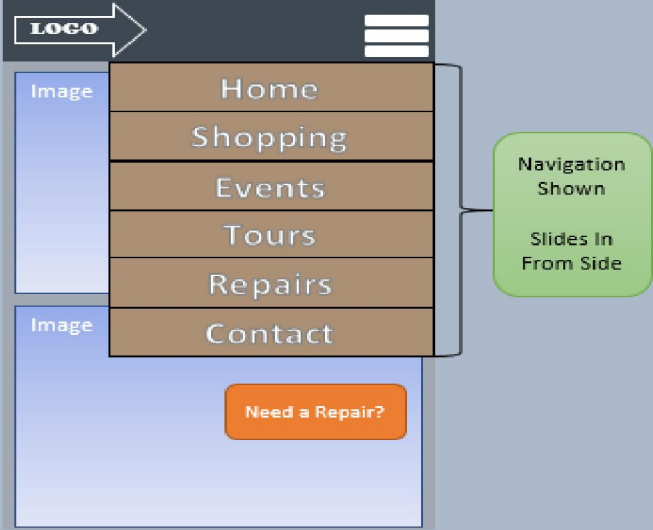 LOGO
Image
Home
Shopping
Events
Tours
Repairs
Contact
Navigation
Shown
Slides In
From Side
Image
Need a Repair?